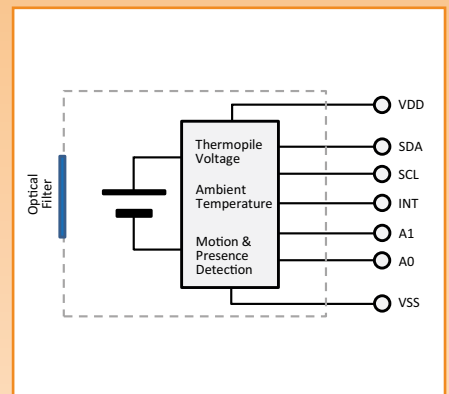 Optical
Filter
Thermopile
Voltage
Ambient
Temperature
Motion &
Presence
Detection
VDD
SDA
SCL
INT
A1
A0
VSS